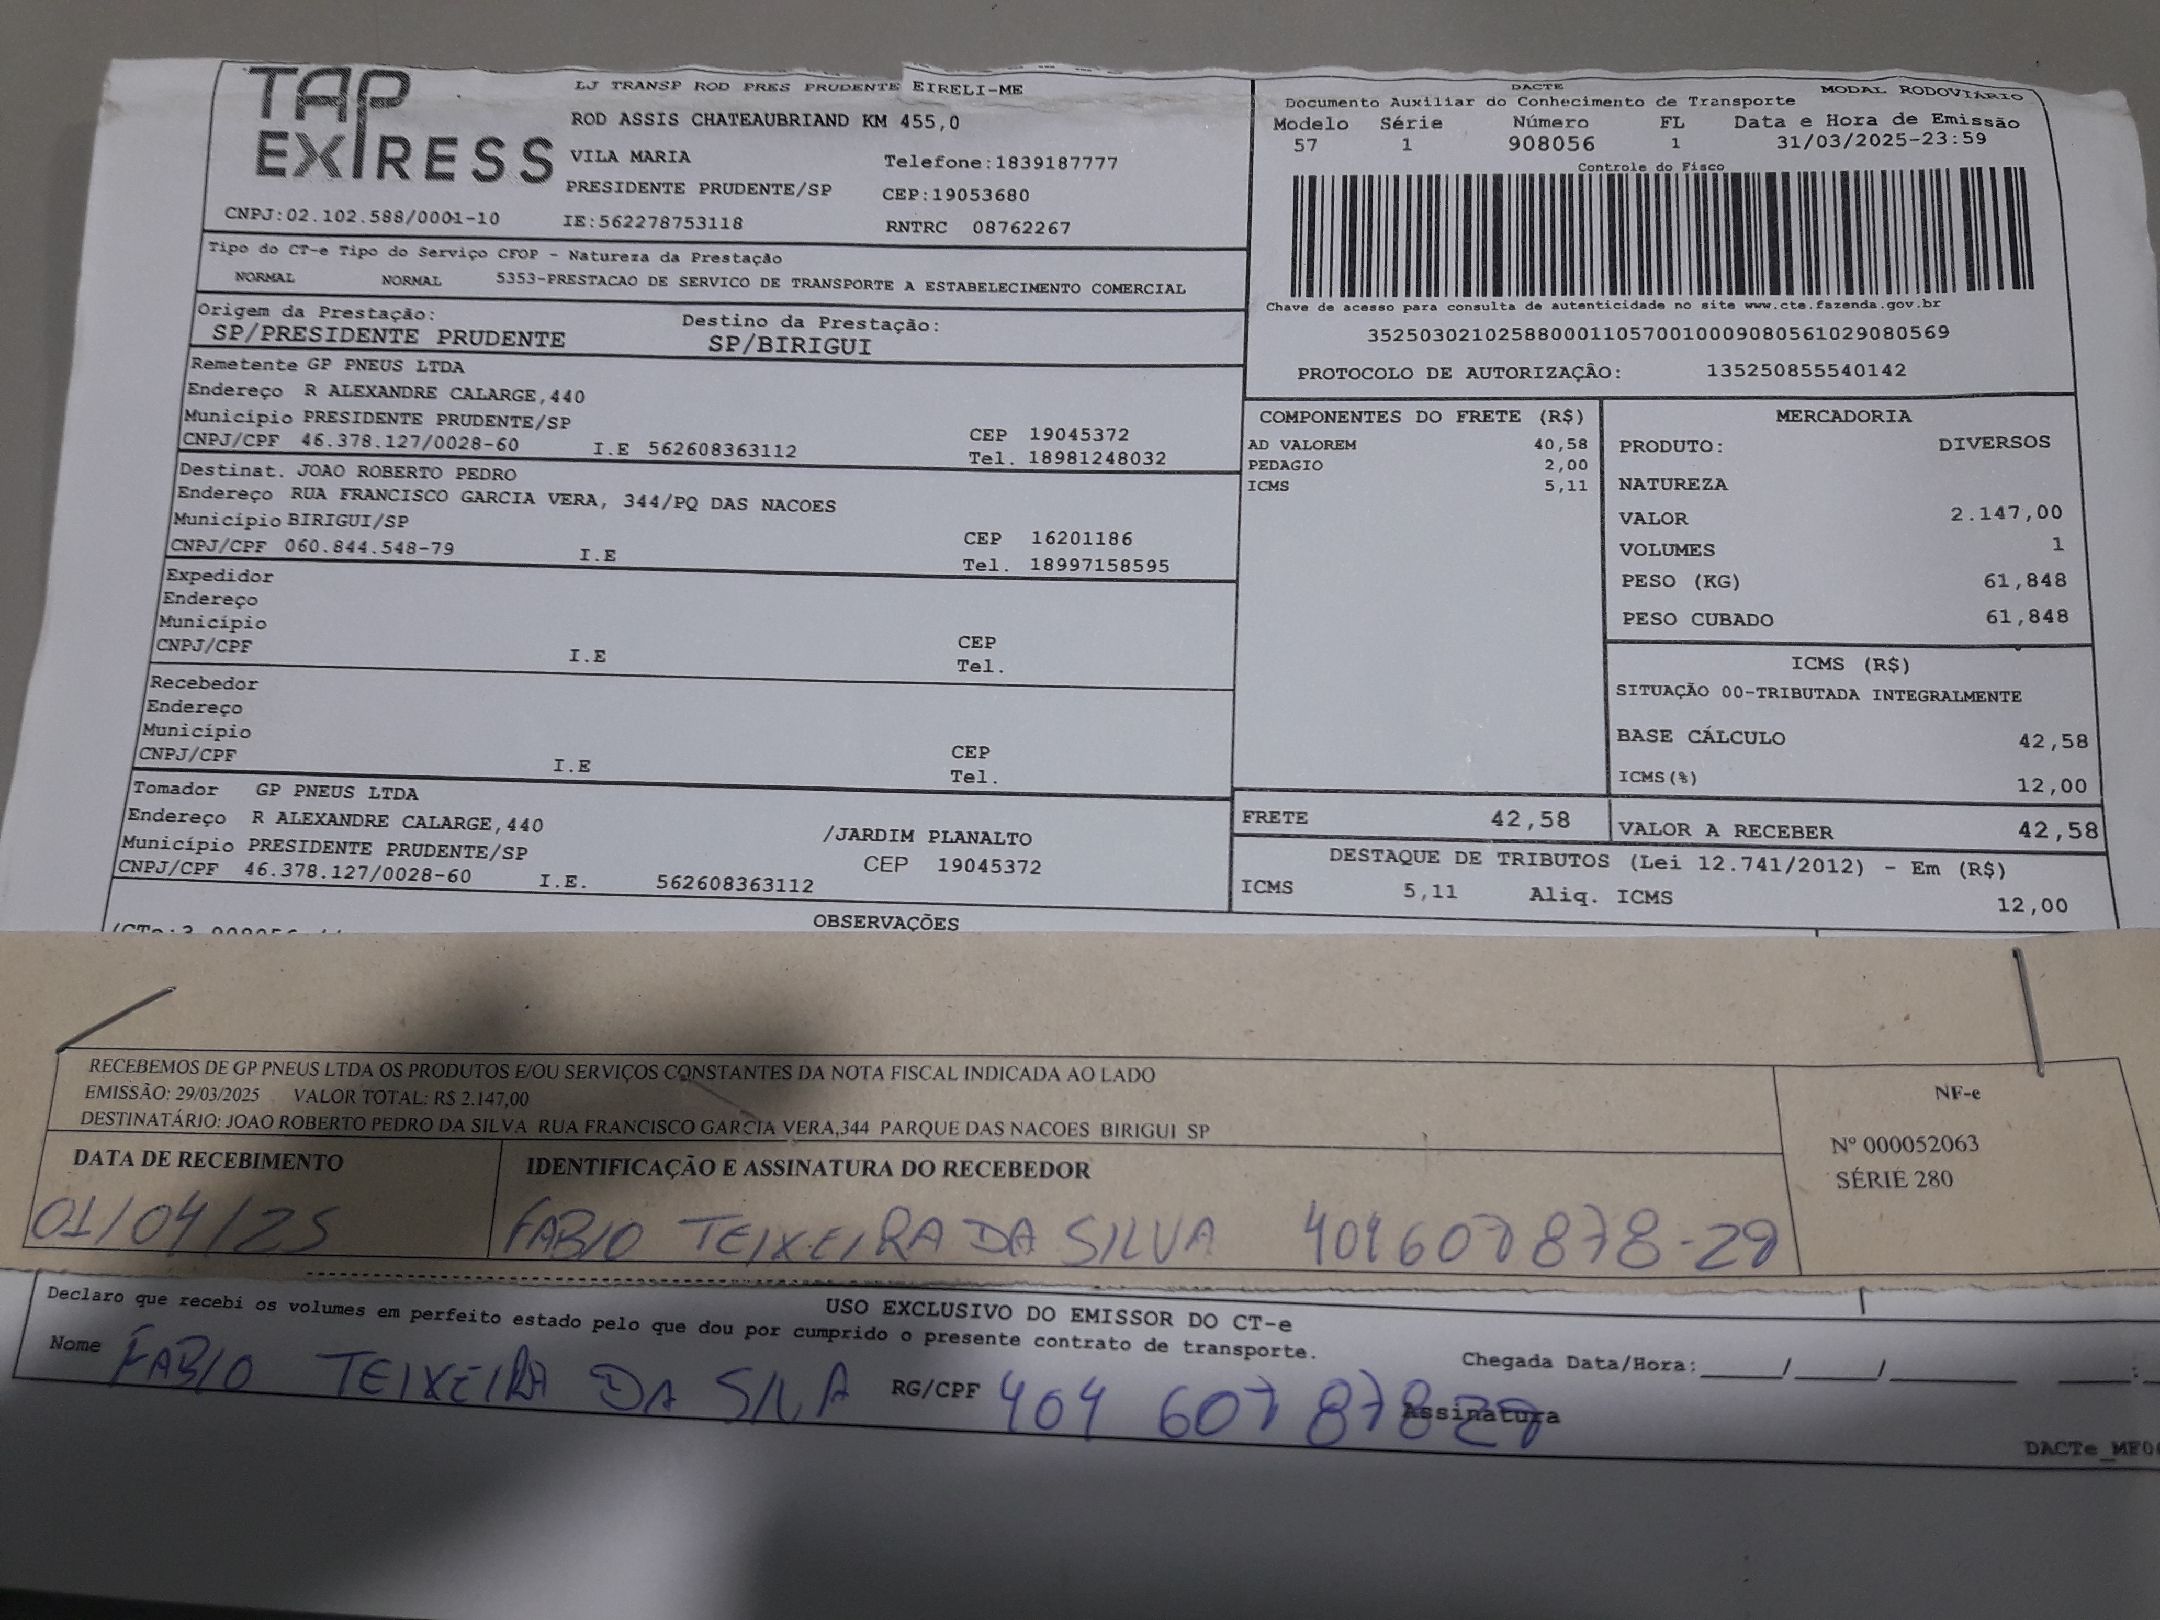 TAP EXPRESS
LJ TRANSP ROD PRES PRUDENTE EIRELI-ME
ROD ASSIS CHATEAUBRIAND KM 455,0
VILA MARIA Telefone:1839187777
PRESIDENTE PRUDENTE/SP CEP:19053680
CNPJ:02.102.588/0001-10 IE:562278753118 RNTRC 08762267
DACTE MODAL RODOVIÁRIO
Documento Auxiliar do Conhecimento de Transporte
Modelo Série Número FL Data e Hora de Emissão
57 1 908056 1 31/03/2025-23:59
Controle do Fisco
Chave de acesso para consulta de autenticidade no site www.cte.fazenda.gov.br
35250302102588000110570010009080561029080569
PROTOCOLO DE AUTORIZAÇÃO: 135250855540142
Tipo do CT-e Tipo do Serviço CFOP - Natureza da Prestação
NORMAL NORMAL 5353-PRESTACAO DE SERVICO DE TRANSPORTE A ESTABELECIMENTO COMERCIAL
Origem da Prestação: Destino da Prestação:
SP/PRESIDENTE PRUDENTE SP/BIRIGUI
Remetente GP PNEUS LTDA
Endereço R ALEXANDRE CALARGE,440
Município PRESIDENTE PRUDENTE/SP CEP 19045372
CNPJ/CPF 46.378.127/0028-60 I.E 562608363112 Tel. 18981248032
Destinat. JOAO ROBERTO PEDRO
Endereço RUA FRANCISCO GARCIA VERA, 344/PQ DAS NACOES
Município BIRIGUI/SP CEP 16201186
CNPJ/CPF 060.844.548-79 I.E Tel. 18997158595
Expedidor
Endereço
Município CEP
CNPJ/CPF I.E Tel.
Recebedor
Endereço
Município CEP
CNPJ/CPF I.E Tel.
Tomador GP PNEUS LTDA
Endereço R ALEXANDRE CALARGE,440 /JARDIM PLANALTO
Município PRESIDENTE PRUDENTE/SP CEP 19045372
CNPJ/CPF 46.378.127/0028-60 I.E. 562608363112
COMPONENTES DO FRETE (R$)
AD VALOREM 40,58
PEDAGIO 2,00
ICMS 5,11
MERCADORIA
PRODUTO: DIVERSOS
NATUREZA
VALOR 2.147,00
VOLUMES 1
PESO (KG) 61,848
PESO CUBADO 61,848
ICMS (R$)
SITUAÇÃO 00-TRIBUTADA INTEGRALMENTE
BASE CÁLCULO 42,58
ICMS(%) 12,00
FRETE 42,58 VALOR A RECEBER 42,58
DESTAQUE DE TRIBUTOS (Lei 12.741/2012) - Em (R$)
ICMS 5,11 Aliq. ICMS 12,00
OBSERVAÇÕES
RECEBEMOS DE GP PNEUS LTDA OS PRODUTOS E/OU SERVIÇOS CONSTANTES DA NOTA FISCAL INDICADA AO LADO
EMISSÃO: 29/03/2025 VALOR TOTAL: R$ 2.147,00
DESTINATÁRIO: JOAO ROBERTO PEDRO DA SILVA RUA FRANCISCO GARCIA VERA,344 PARQUE DAS NACOES BIRIGUI SP
NF-e
Nº 000052063
SÉRIE 280
DATA DE RECEBIMENTO IDENTIFICAÇÃO E ASSINATURA DO RECEBEDOR
01/04/25 FABIO TEIXEIRA DA SILVA
USO EXCLUSIVO DO EMISSOR DO CT-e
Declaro que recebi os volumes em perfeito estado pelo que dou por cumprido o presente contrato de transporte.
Nome FABIO TEIXEIRA DA SILA RG/CPF
Chegada Data/Hora:____/____/______ ____:
Assinatura